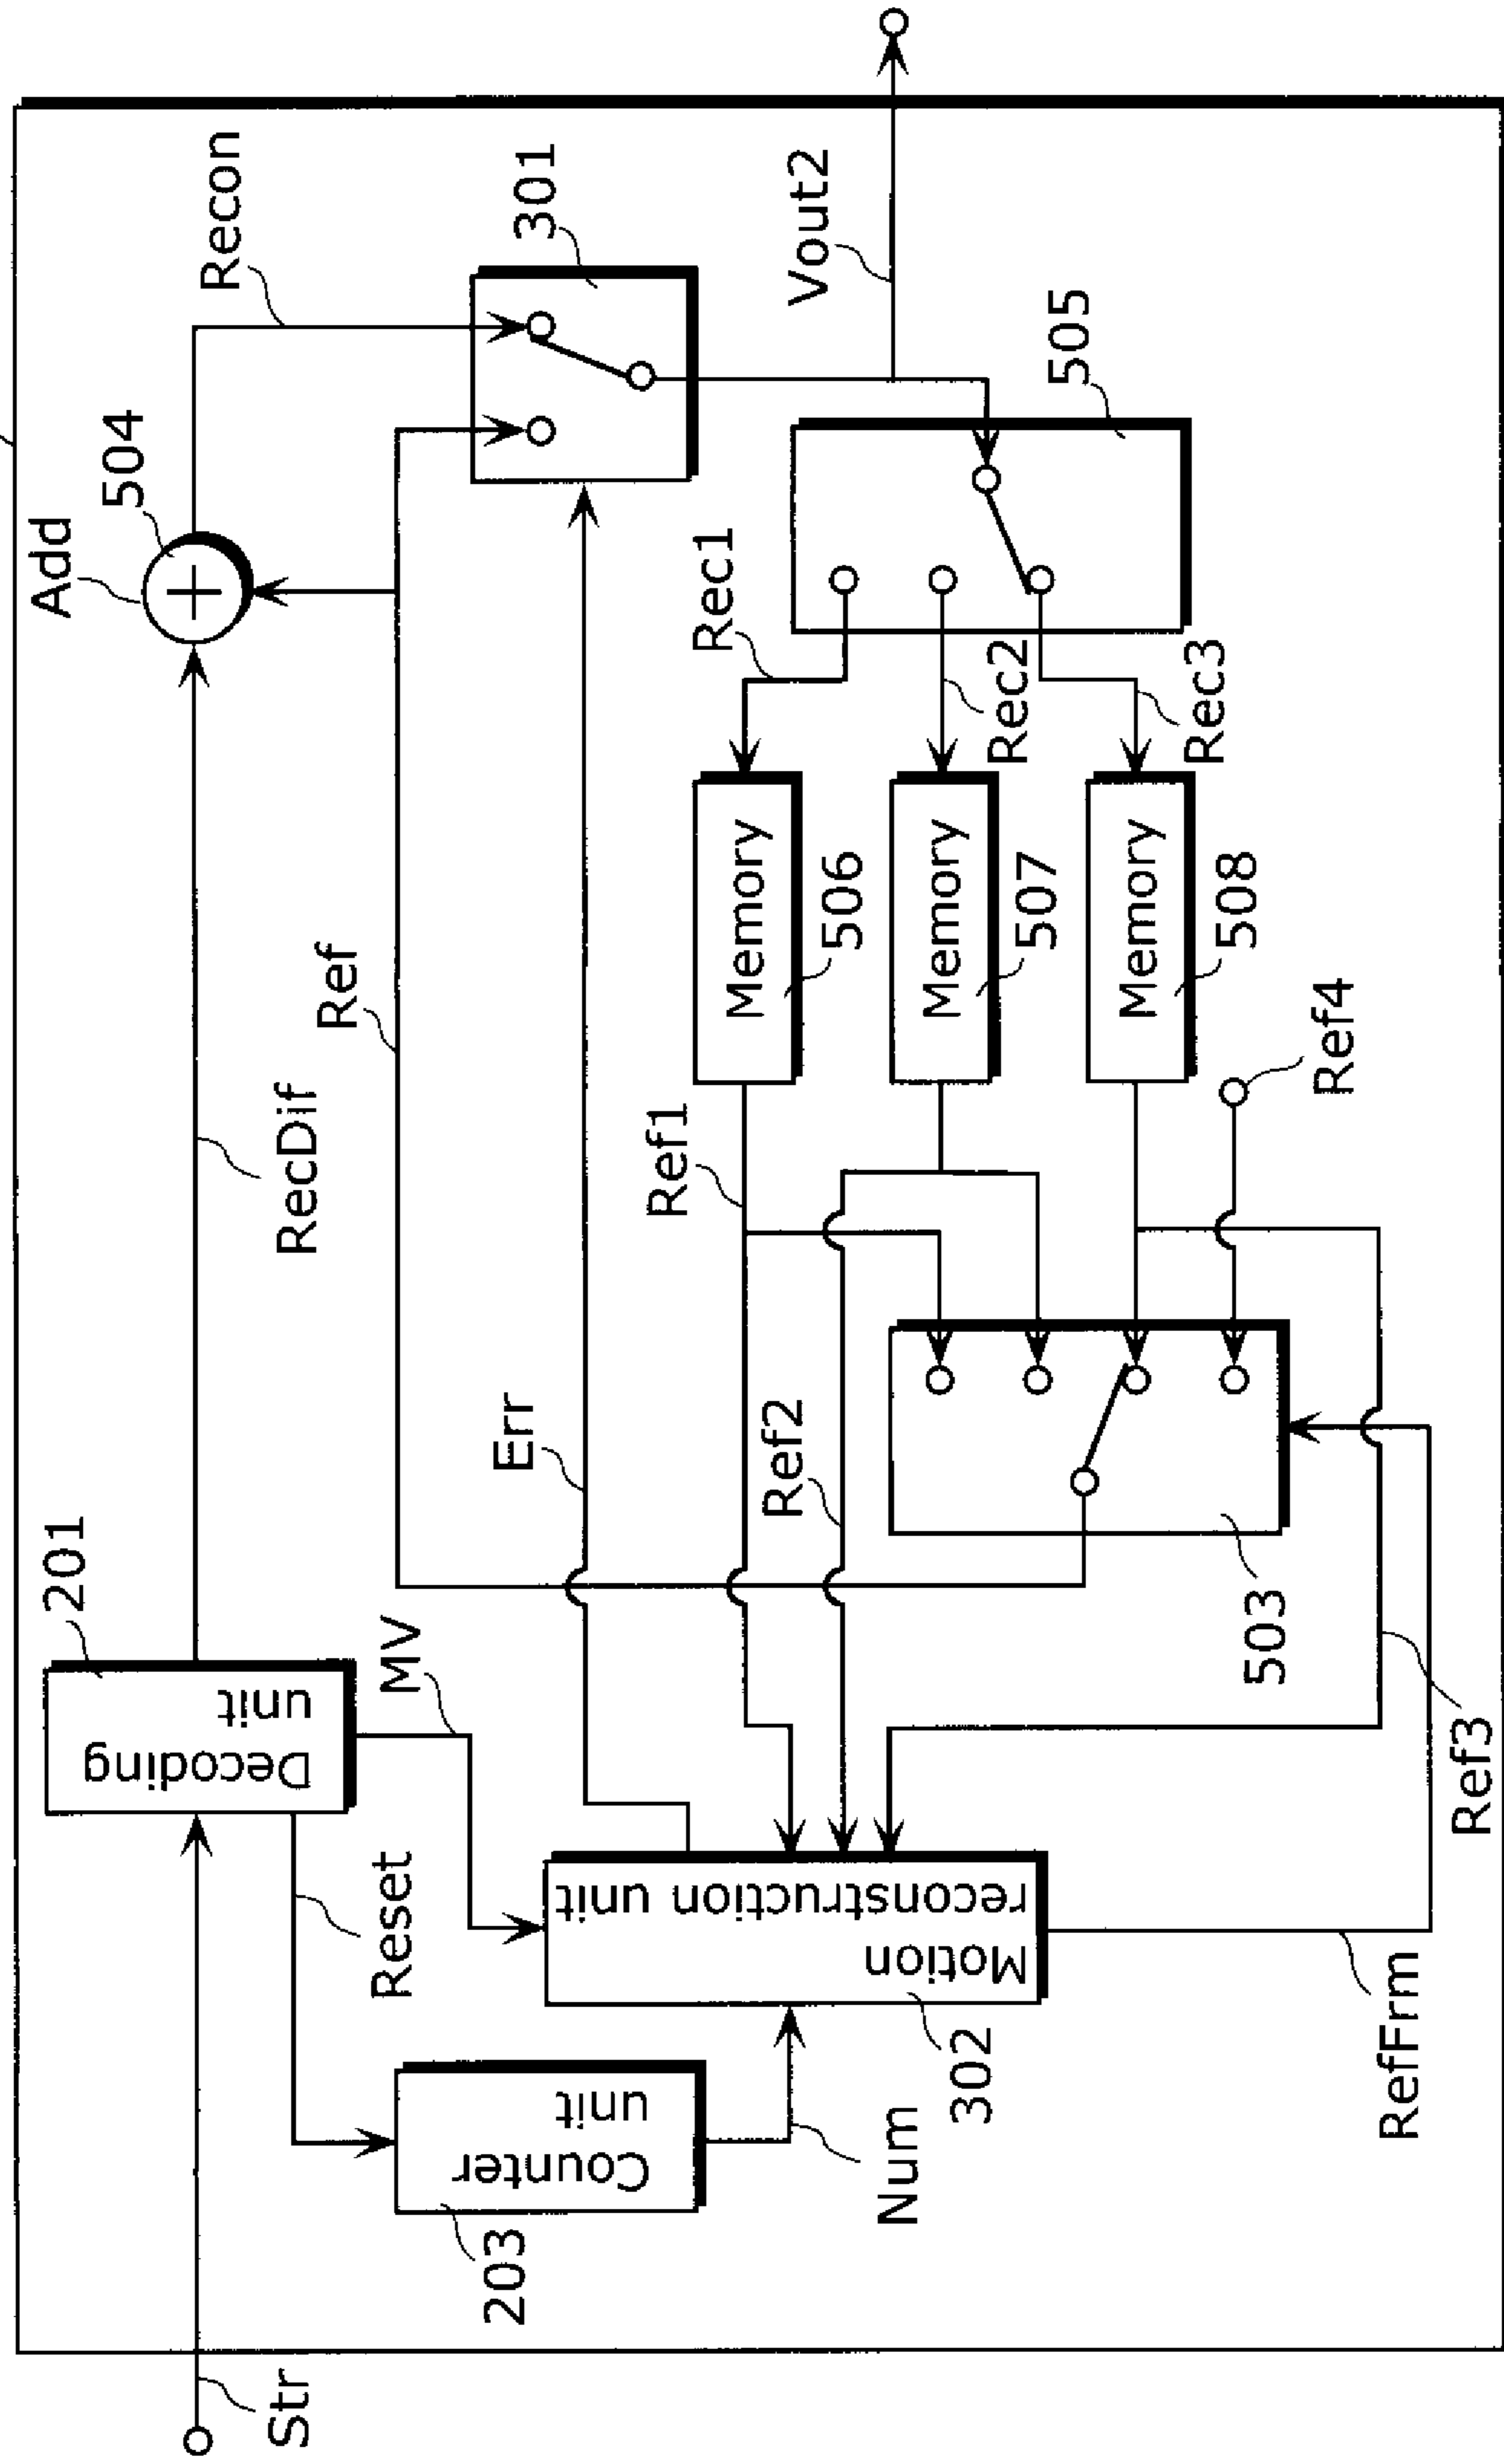 Str
203
Counter
unit
Reset
Num
201
Decoding
unit
MV
302
Motion
reconstruction unit
RefFrm
Ref3
503
Err
Ref2
RecDif
Ref
Ref1
Ref4
Memory
506
Memory
507
Memory
508
Rec1
Rec2
Rec3
Add
504
+
505
Recon
301
Vout2